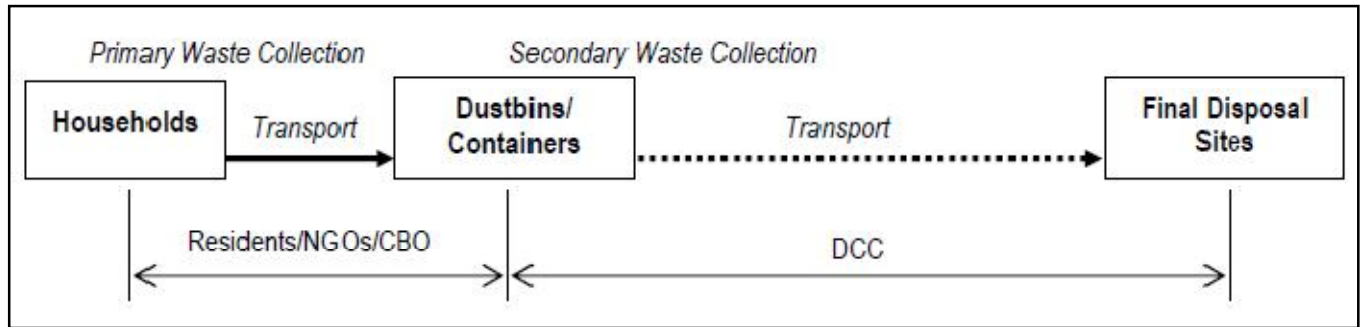 Primary Waste Collection
Secondary Waste Collection
Households
Transport
Dustbins/
Containers
Transport
Final Disposal
Sites
Residents/NGOs/CBO
DCC